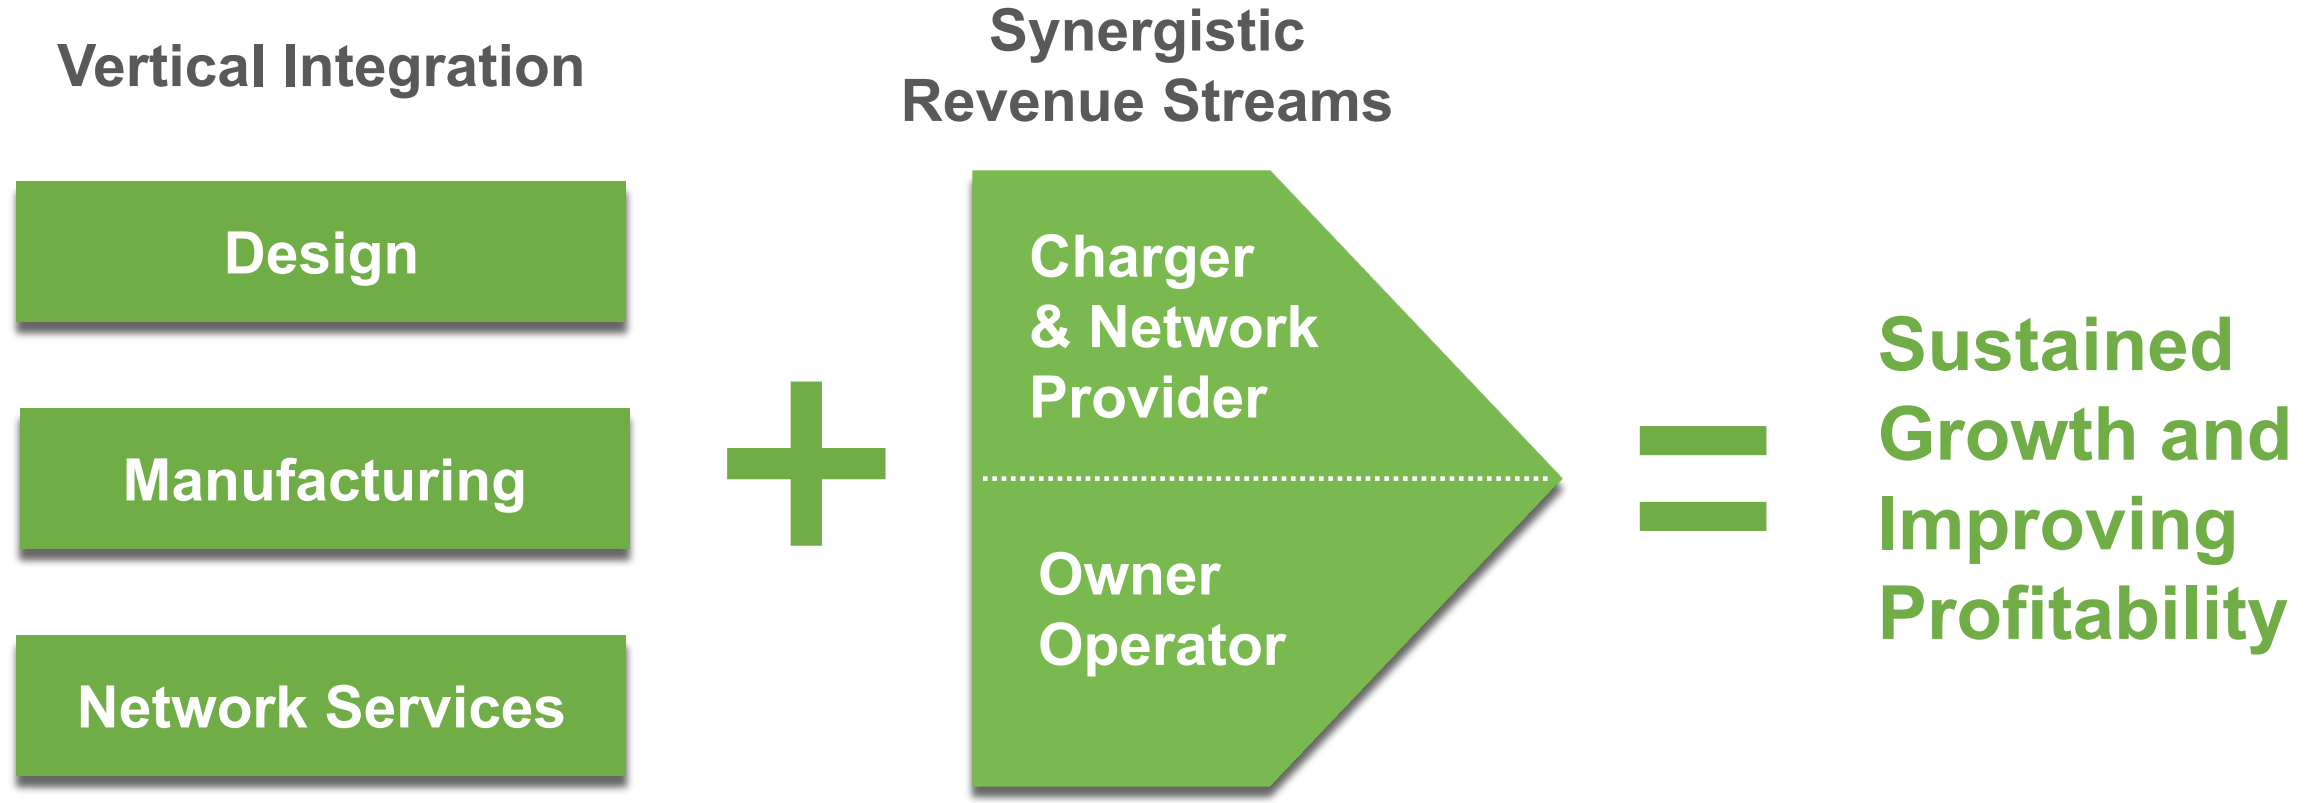 Vertical Integration
Design
Manufacturing
Network Services
+
Synergistic
Revenue Streams
Charger
& Network
Provider
Owner
Operator
=
Sustained
Growth and
Improving
Profitability